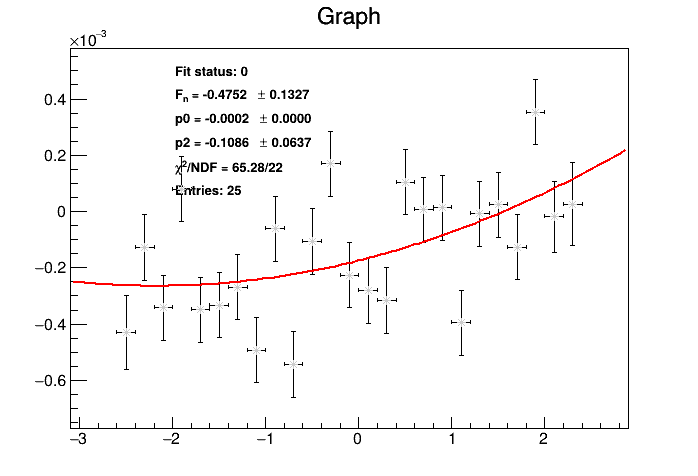 Graph
×10⁻³
Fit status: 0
Fₙ = -0.4752 ± 0.1327
p0 = -0.0002 ± 0.0000
p2 = -0.1086 ± 0.0637
χ²/NDF = 65.28/22
Entries: 25
0.4
0.2
0
−0.2
−0.4
−0.6
−3 −2 −1 0 1 2